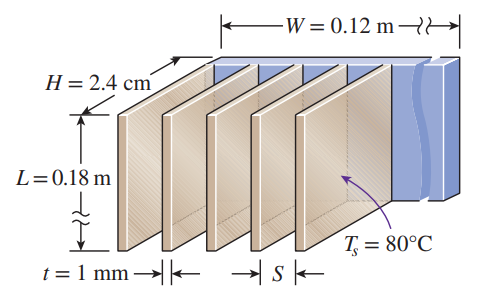 W = 0.12 m
H = 2.4 cm
L = 0.18 m
Tₛ = 80°C
t = 1 mm
S